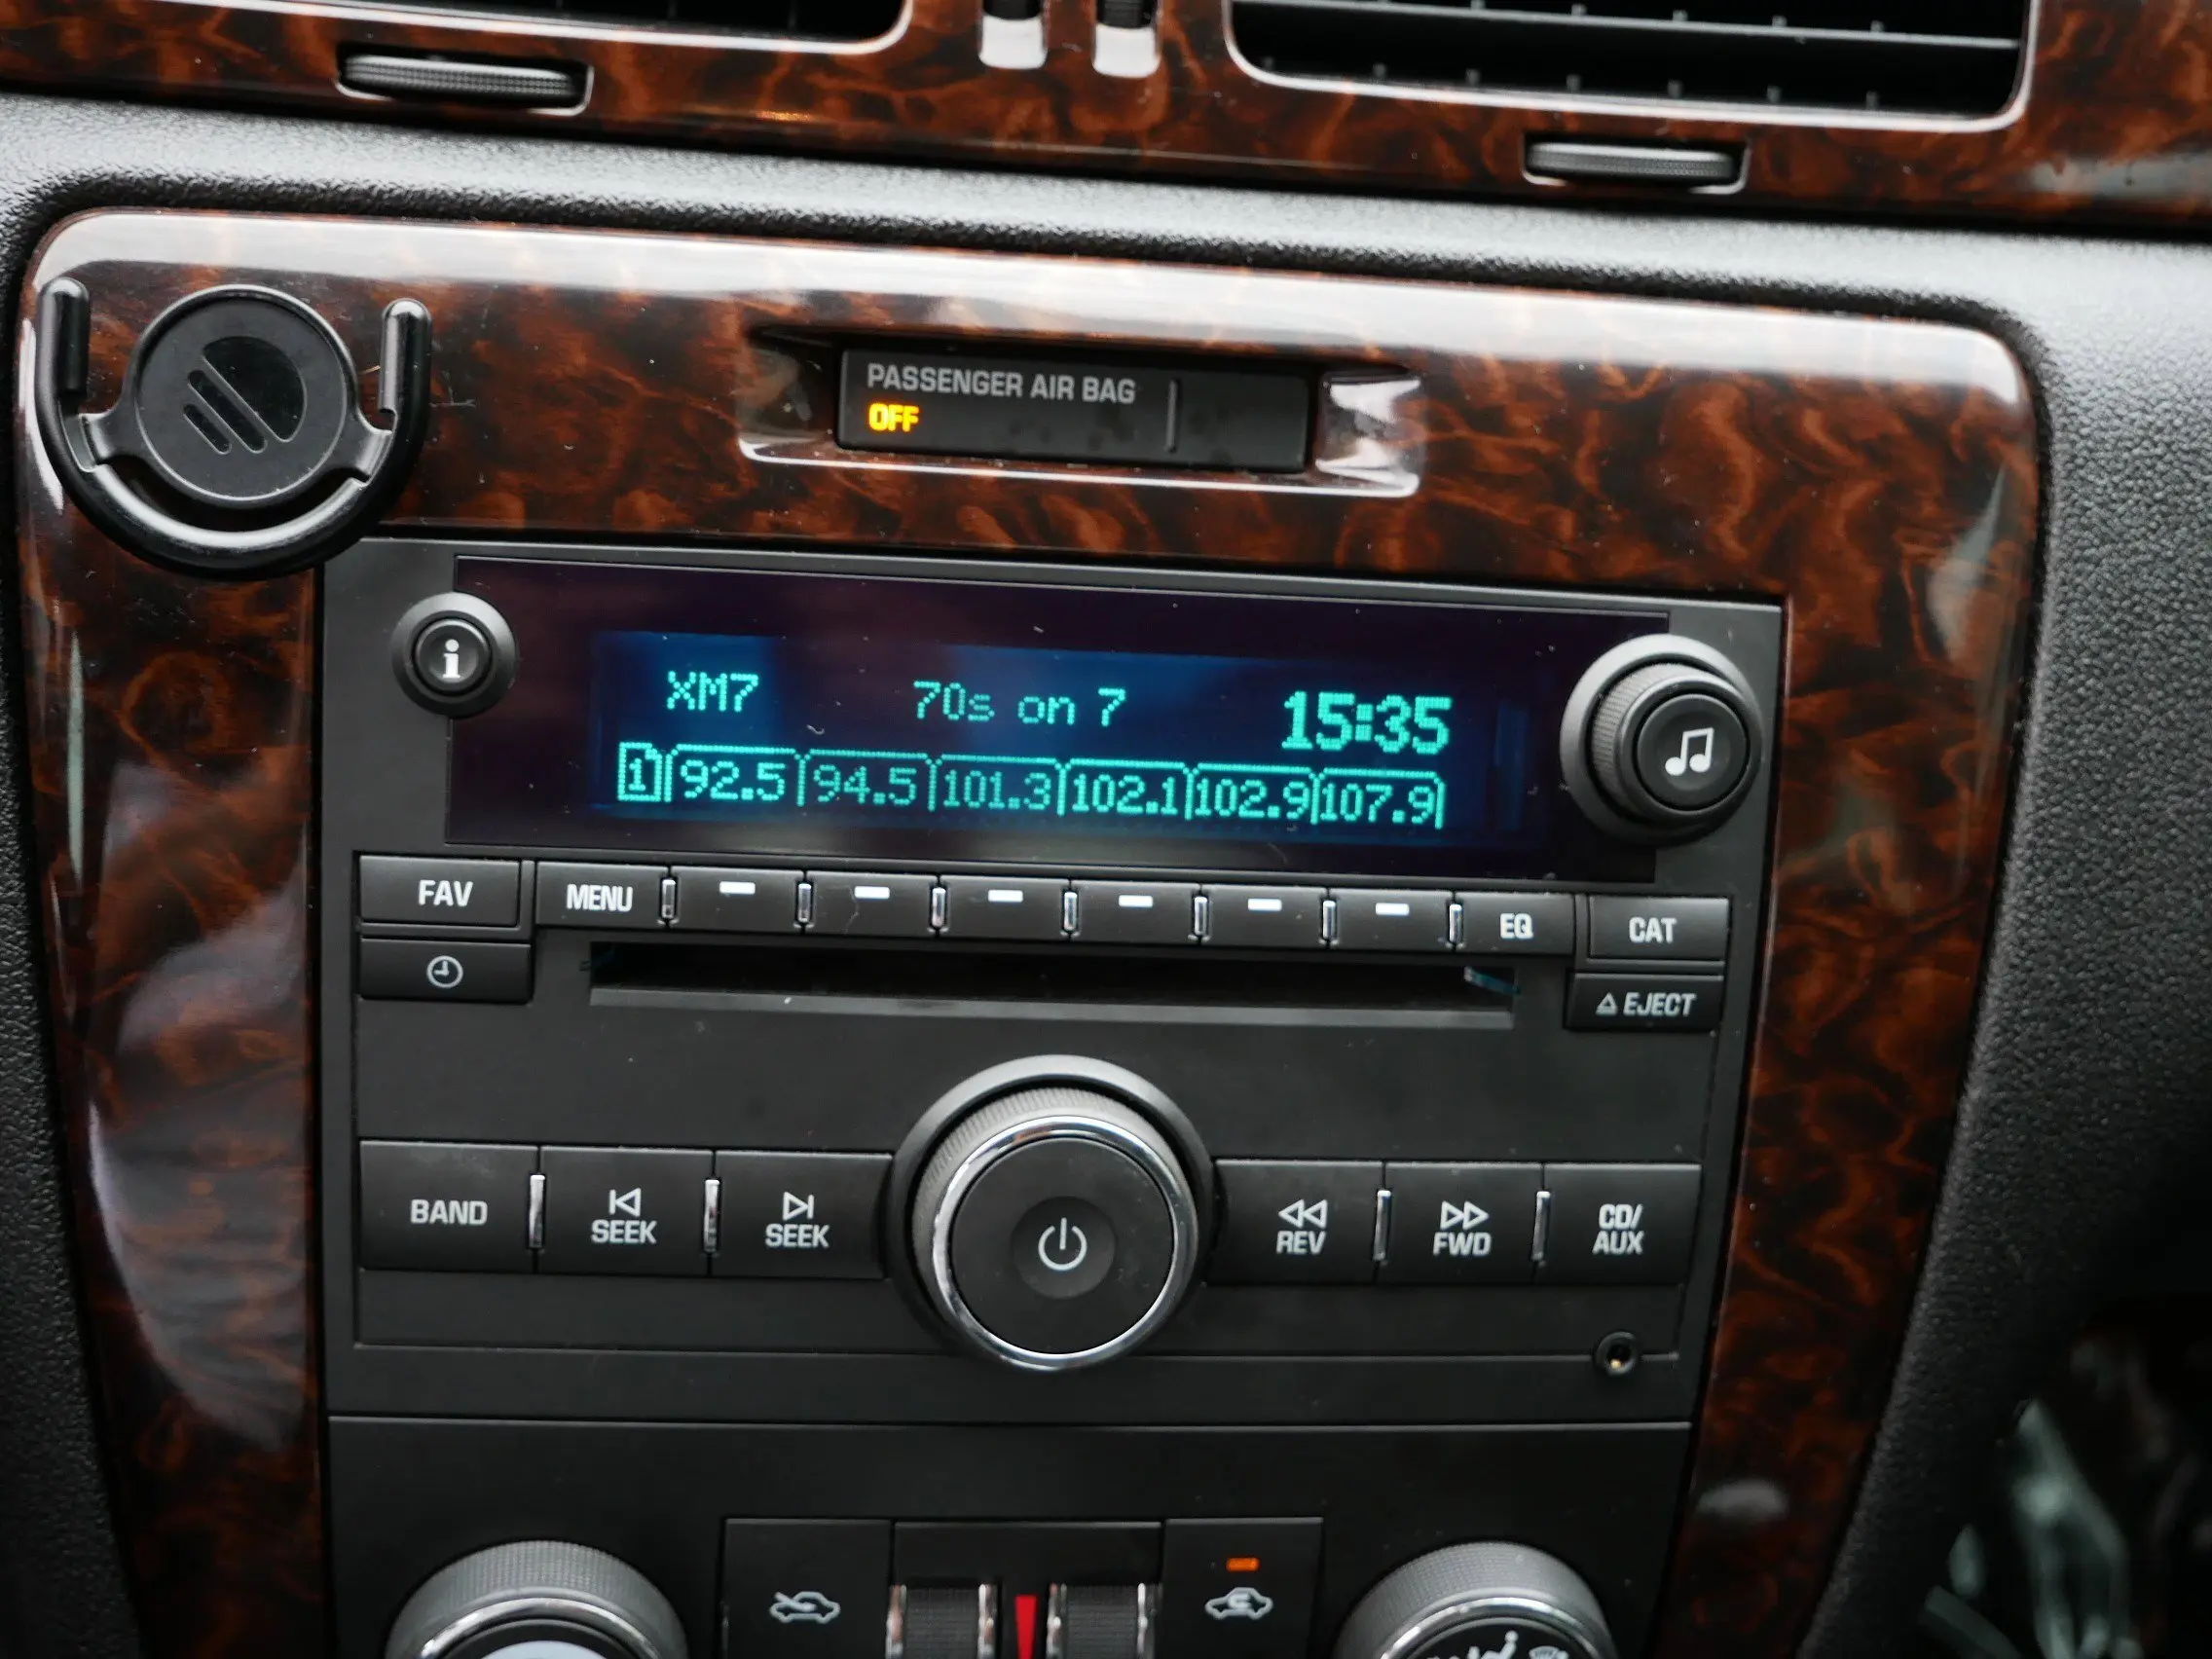 PASSENGER AIR BAG
OFF
i
XM7 70s on 7 15:35
1 92.5 94.5 101.3 102.1 102.9 107.9
FAV MENU EQ CAT
EJECT
BAND SEEK SEEK REV FWD CD/
AUX